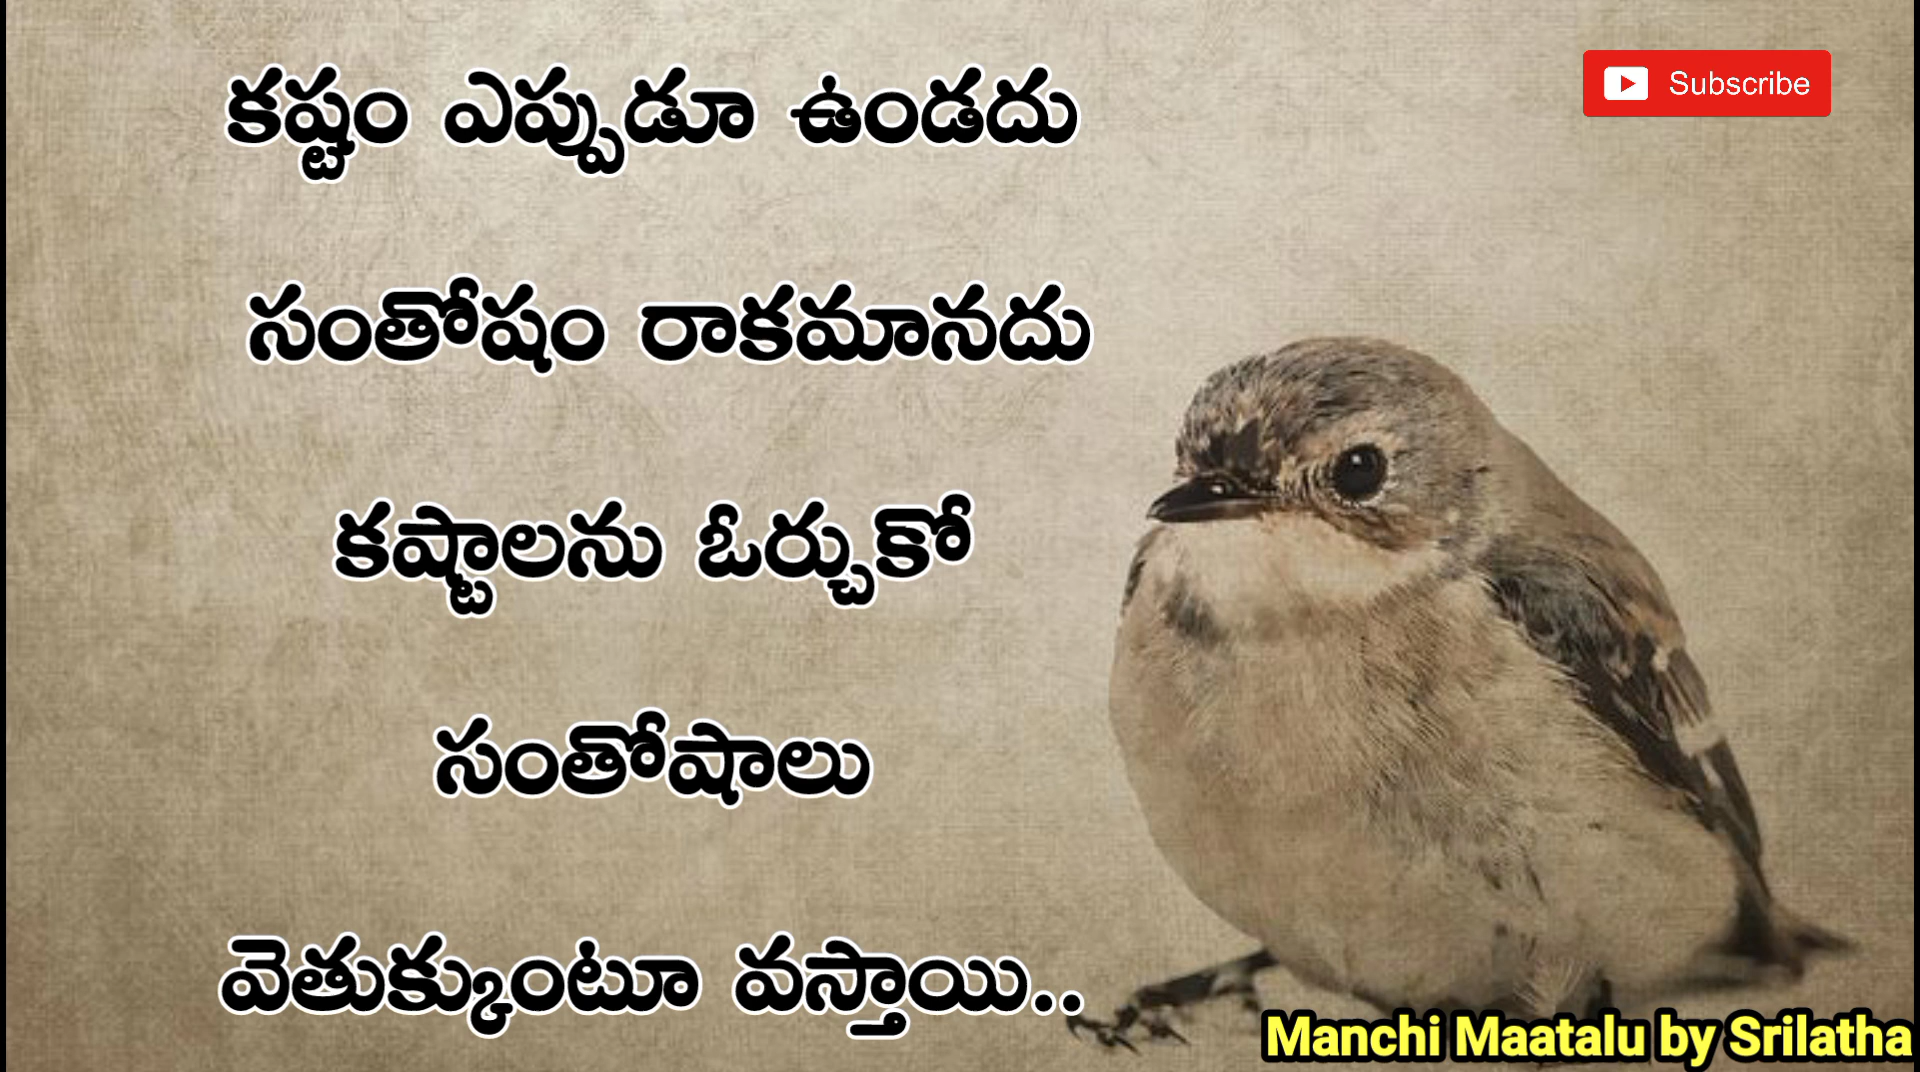 కష్టం ఎప్పుడూ ఉండదు
Subscribe
సంతోషం రాకమానదు
కష్టాలను ఓర్చుకో
సంతోషాలు
వెతుక్కుంటూ వస్తాయి..
Manchi Maatalu by Srilatha